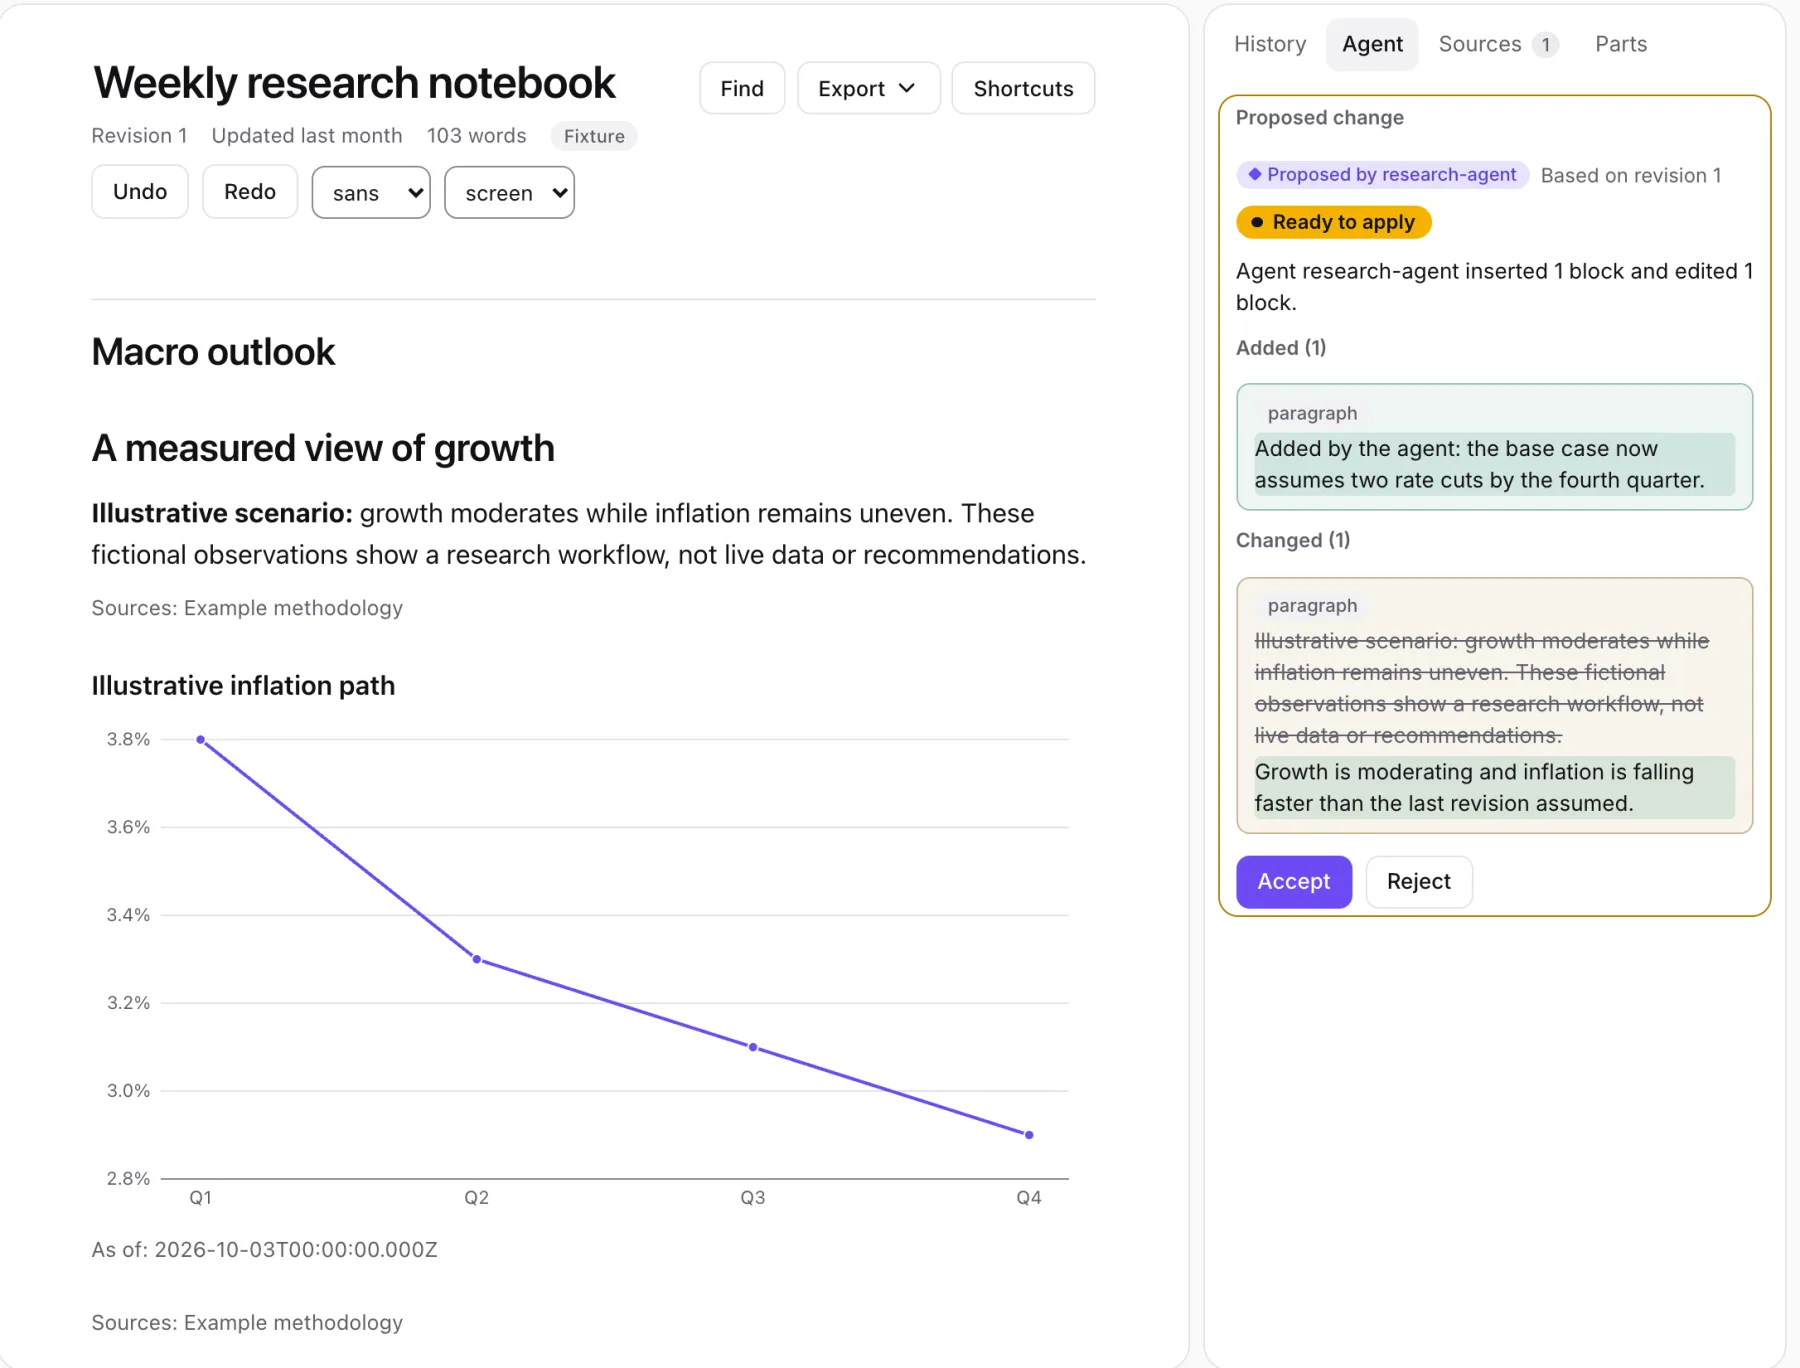 Weekly research notebook
Find
Export
Shortcuts
Revision 1 Updated last month 103 words Fixture
Undo
Redo
sans
screen
Macro outlook
A measured view of growth
Illustrative scenario: growth moderates while inflation remains uneven. These
fictional observations show a research workflow, not live data or recommendations.
Sources: Example methodology
Illustrative inflation path
3.8%
3.6%
3.4%
3.2%
3.0%
2.8%
Q1 Q2 Q3 Q4
As of: 2026-10-03T00:00:00.000Z
Sources: Example methodology
History
Agent
Sources 1
Parts
Proposed change
Proposed by research-agent Based on revision 1
Ready to apply
Agent research-agent inserted 1 block and edited 1
block.
Added (1)
paragraph
Added by the agent: the base case now
assumes two rate cuts by the fourth quarter.
Changed (1)
paragraph
Illustrative scenario: growth moderates while
inflation remains uneven. These fictional
observations show a research workflow, not
live data or recommendations.
Growth is moderating and inflation is falling
faster than the last revision assumed.
Accept
Reject